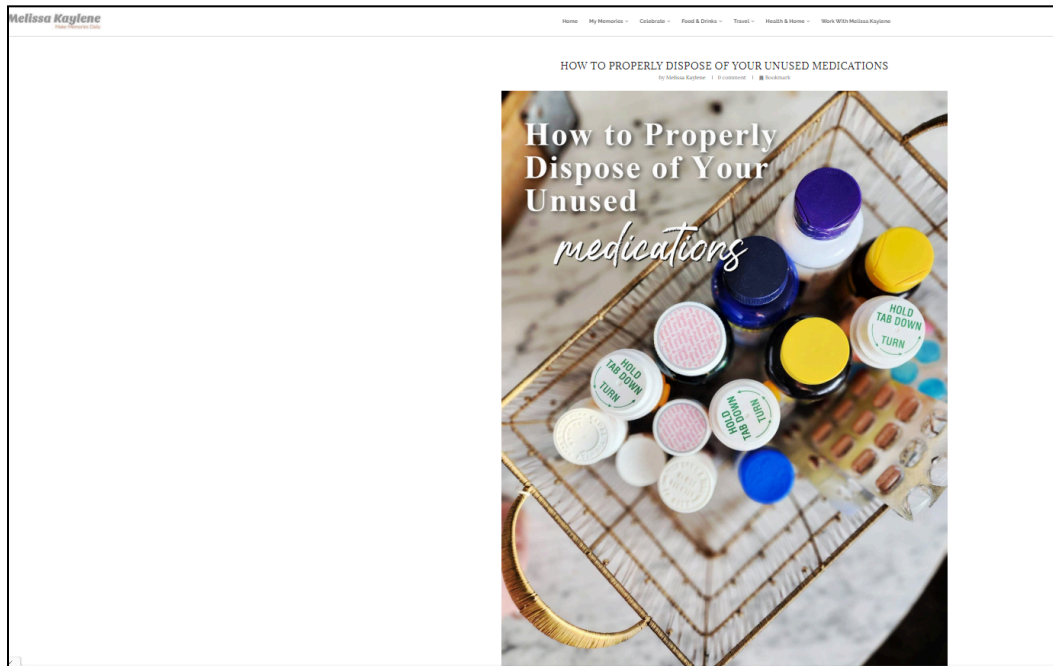 Melissa Kaylene
Make Memories Daily
Home My Memories Celebrate Food & Drinks Travel Health & Home Work With Melissa Kaylene
HOW TO PROPERLY DISPOSE OF YOUR UNUSED MEDICATIONS
by Melissa Kaylene | 0 comment | Bookmark
How to Properly
Dispose of Your
Unused
medications
HOLD
TAB DOWN
TURN
HOLD
TAB DOWN
TURN
HOLD
TAB DOWN
TURN